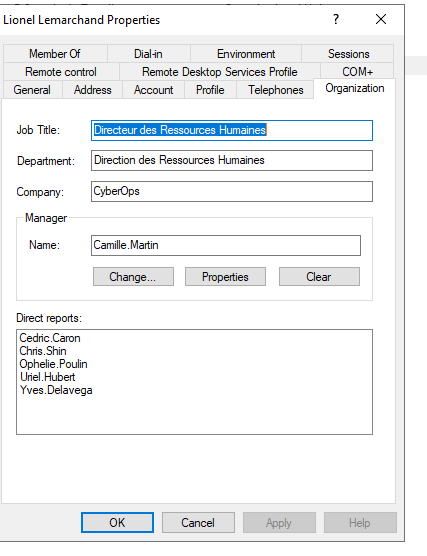 Lionel Lemarchand Properties
?
Member Of Dial-in Environment Sessions
Remote control Remote Desktop Services Profile COM+
General Address Account Profile Telephones Organization
Job Title: Directeur des Ressources Humaines
Department: Direction des Ressources Humaines
Company: CyberOps
Manager
Name: Camille.Martin
Change... Properties Clear
Direct reports:
Cedric.Caron
Chris.Shin
Ophelie.Poulin
Uriel.Hubert
Yves.Delavega
OK Cancel Apply Help